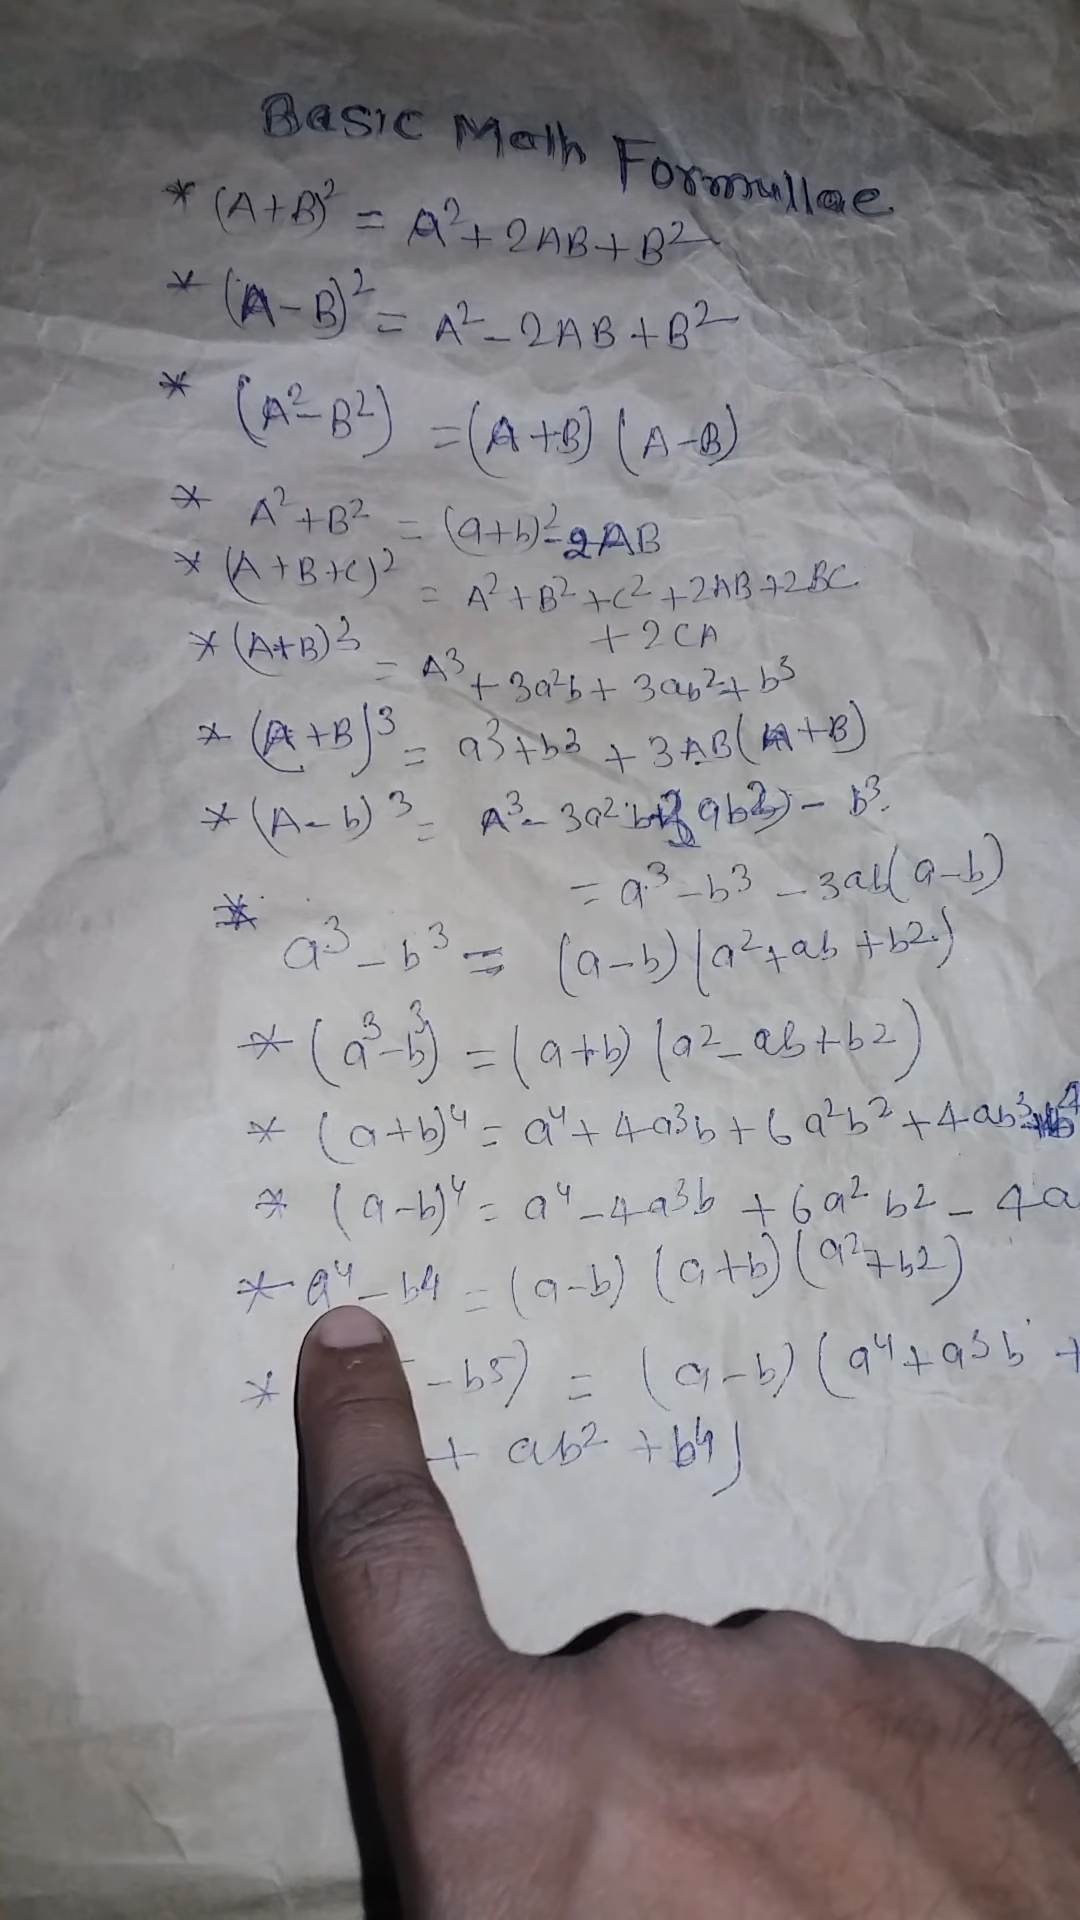 Basic Math Formullae
* (A+B)² = A²+2AB+B²
* (A-B)² = A²-2AB+B²
* (A²-B²) = (A+B) (A-B)
* A²+B² = (a+b)²-2AB
* (A+B+C)² = A²+B²+C²+2AB+2BC
+2CA
* (A+B)³ = A³+3a²b+3ab²+b³
* (A+B)³ = a³+b³+3AB(A+B)
* (A-b)³ = A³-3a²b+3ab²)-b³.
= a³-b³-3ab(a-b)
* a³-b³ = (a-b)(a²+ab+b2)
* (a³-b³) = (a+b)(a2-ab+b2)
* (a+b)⁴ = a⁴+4a3b+6a²b²+4ab³+b⁴
* (a-b)⁴ = a⁴-4a3b+6a²b2-4a
* a⁴-b4 = (a-b)(a+b)(a²+b2)
* -b5) = (a-b)(a⁴+a3b+
+ab²+b⁴)